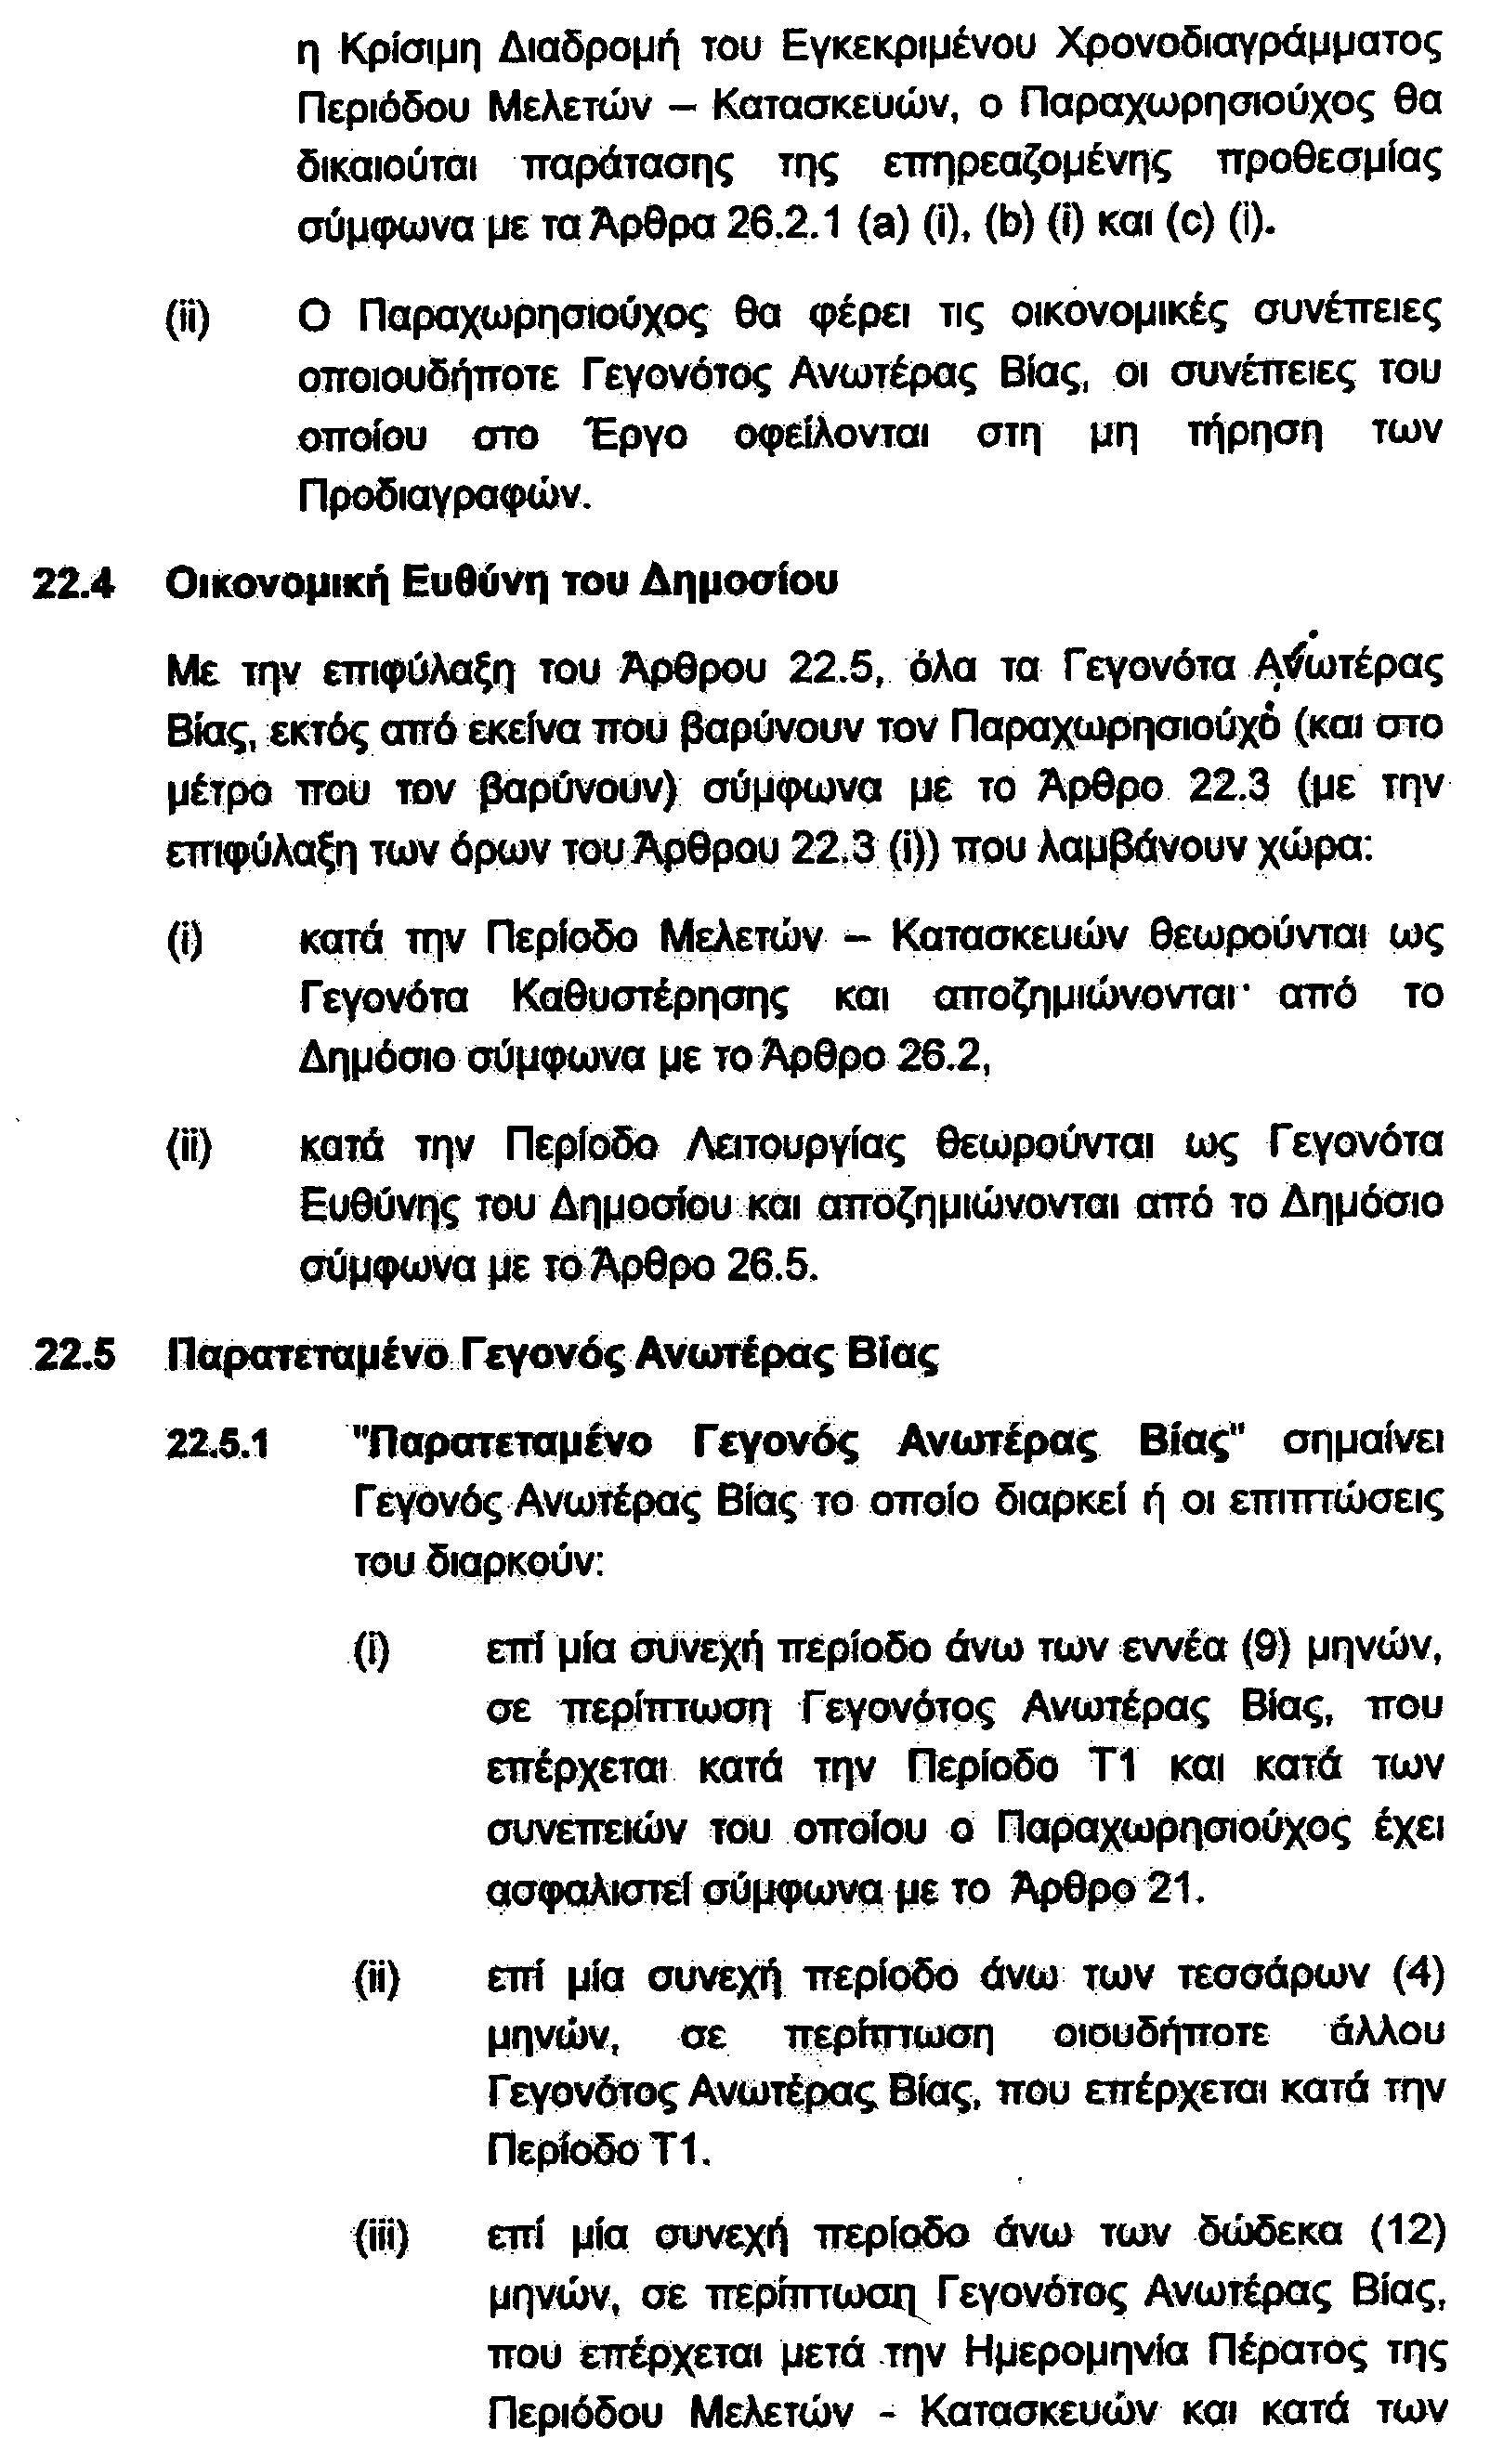 η Κρίσιμη Διαδρομή του Εγκεκριμένου Χρονοδιαγράμματος
Περιόδου Μελετών – Κατασκευών, ο Παραχωρησιούχος θα
δικαιούται παράτασης της επηρεαζομένης προθεσμίας
σύμφωνα με τα Άρθρα 26.2.1 (a) (i), (b) (i) και (c) (i).
(ii) Ο Παραχωρησιούχος θα φέρει τις οικονομικές συνέπειες
οποιουδήποτε Γεγονότος Ανωτέρας Βίας, οι συνέπειες του
οποίου στο Έργο οφείλονται στη μη τήρηση των
Προδιαγραφών.
22.4 Οικονομική Ευθύνη του Δημοσίου
Με την επιφύλαξη του Άρθρου 22.5, όλα τα Γεγονότα Ανωτέρας
Βίας, εκτός από εκείνα που βαρύνουν τον Παραχωρησιούχο (και στο
μέτρο που τον βαρύνουν) σύμφωνα με το Άρθρο 22.3 (με την
επιφύλαξη των όρων του Άρθρου 22.3 (i)) που λαμβάνουν χώρα:
(i) κατά την Περίοδο Μελετών – Κατασκευών θεωρούνται ως
Γεγονότα Καθυστέρησης και αποζημιώνονται από το
Δημόσιο σύμφωνα με το Άρθρο 26.2,
(ii) κατά την Περίοδο Λειτουργίας θεωρούνται ως Γεγονότα
Ευθύνης του Δημοσίου και αποζημιώνονται από το Δημόσιο
σύμφωνα με το Άρθρο 26.5.
22.5 Παρατεταμένο Γεγονός Ανωτέρας Βίας
22.5.1 "Παρατεταμένο Γεγονός Ανωτέρας Βίας" σημαίνει
Γεγονός Ανωτέρας Βίας το οποίο διαρκεί ή οι επιπτώσεις
του διαρκούν:
(i) επί μία συνεχή περίοδο άνω των εννέα (9) μηνών,
σε περίπτωση Γεγονότος Ανωτέρας Βίας, που
επέρχεται κατά την Περίοδο Τ1 και κατά των
συνεπειών του οποίου ο Παραχωρησιούχος έχει
ασφαλιστεί σύμφωνα με το Άρθρο 21.
(ii) επί μία συνεχή περίοδο άνω των τεσσάρων (4)
μηνών, σε περίπτωση οιουδήποτε άλλου
Γεγονότος Ανωτέρας Βίας, που επέρχεται κατά την
Περίοδο Τ1.
(iii) επί μία συνεχή περίοδο άνω των δώδεκα (12)
μηνών, σε περίπτωση Γεγονότος Ανωτέρας Βίας,
που επέρχεται μετά την Ημερομηνία Πέρατος της
Περιόδου Μελετών - Κατασκευών και κατά των